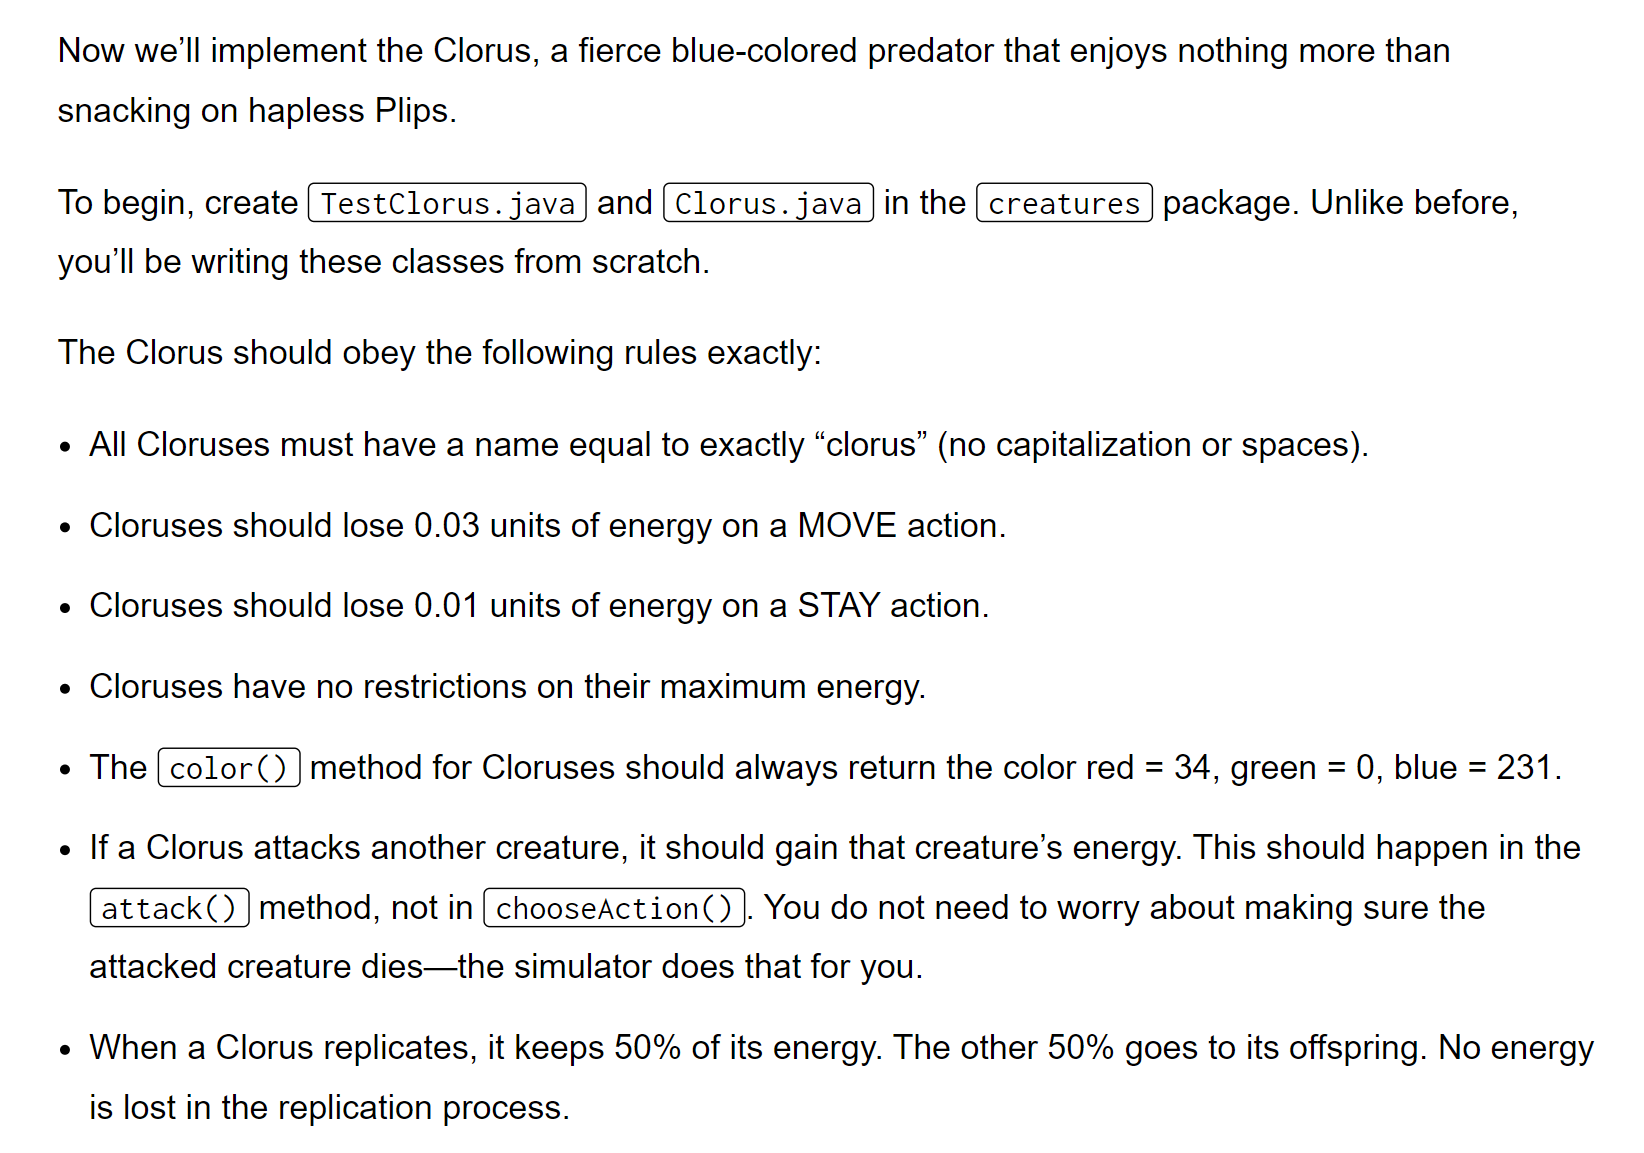 Now we’ll implement the Clorus, a fierce blue-colored predator that enjoys nothing more than
snacking on hapless Plips.
To begin, create TestClorus.java and Clorus.java in the creatures package. Unlike before,
you’ll be writing these classes from scratch.
The Clorus should obey the following rules exactly:
• All Cloruses must have a name equal to exactly “clorus” (no capitalization or spaces).
• Cloruses should lose 0.03 units of energy on a MOVE action.
• Cloruses should lose 0.01 units of energy on a STAY action.
• Cloruses have no restrictions on their maximum energy.
• The color() method for Cloruses should always return the color red = 34, green = 0, blue = 231.
• If a Clorus attacks another creature, it should gain that creature’s energy. This should happen in the
attack() method, not in chooseAction(). You do not need to worry about making sure the
attacked creature dies—the simulator does that for you.
• When a Clorus replicates, it keeps 50% of its energy. The other 50% goes to its offspring. No energy
is lost in the replication process.